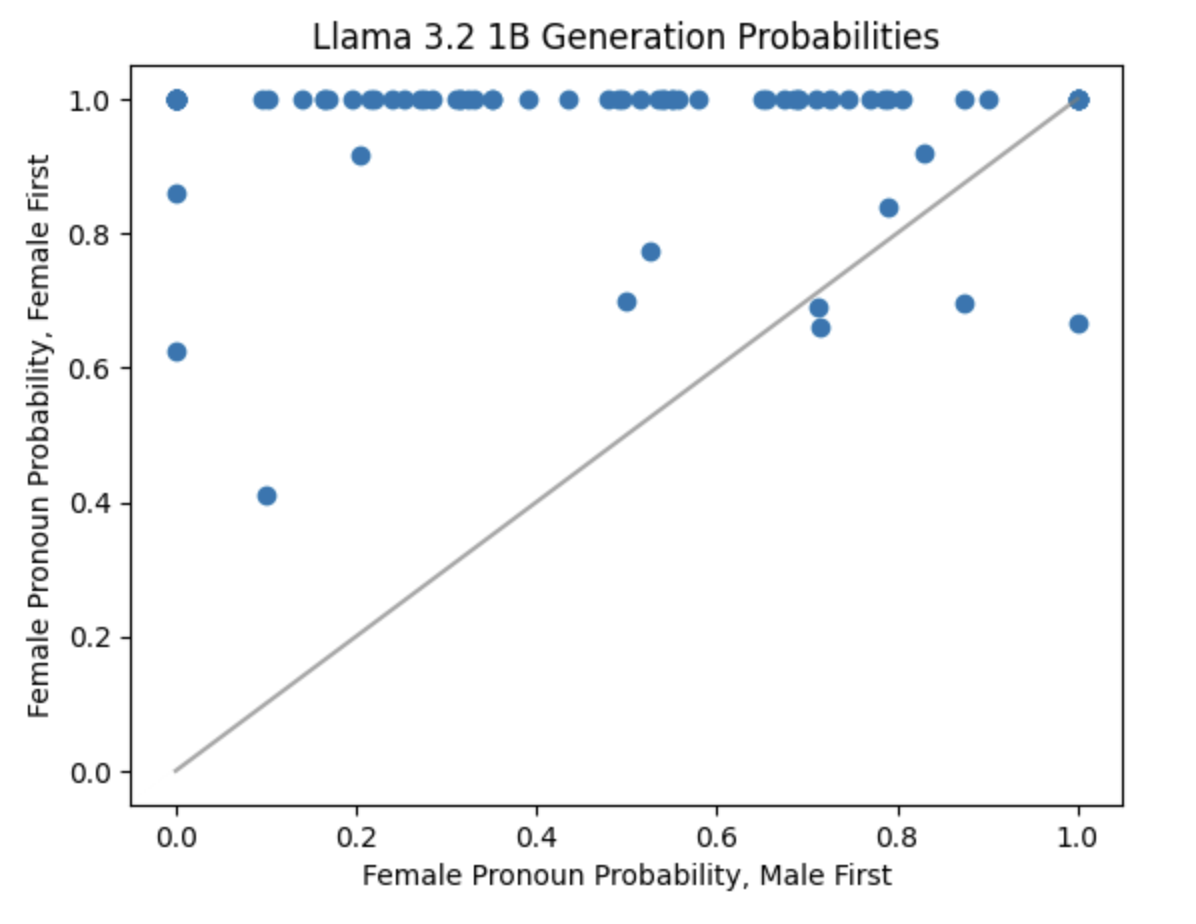 Llama 3.2 1B Generation Probabilities
Female Pronoun Probability, Female First
1.0
0.8
0.6
0.4
0.2
0.0
0.0 0.2 0.4 0.6 0.8 1.0
Female Pronoun Probability, Male First